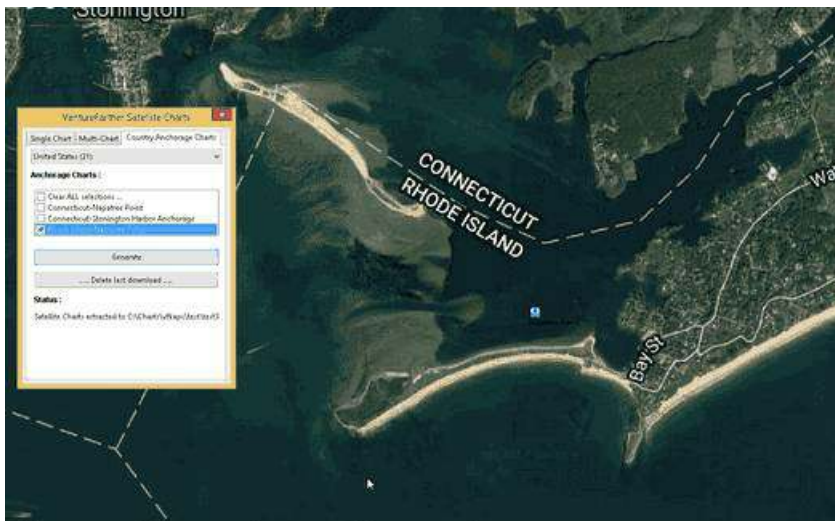 Stonington
VentureFarther Satellite Charts
Single Chart
Multi-Chart
Country Anchorage Charts
United States (21)
Anchorage Charts :
Clear ALL selections ...
Connecticut-Napatree Point
Connecticut-Stonington Harbor Anchorage
Generate
..... Delete last download .....
Status :
Satellite Charts extracted to
CONNECTICUT
RHODE ISLAND
Wa
Bay St